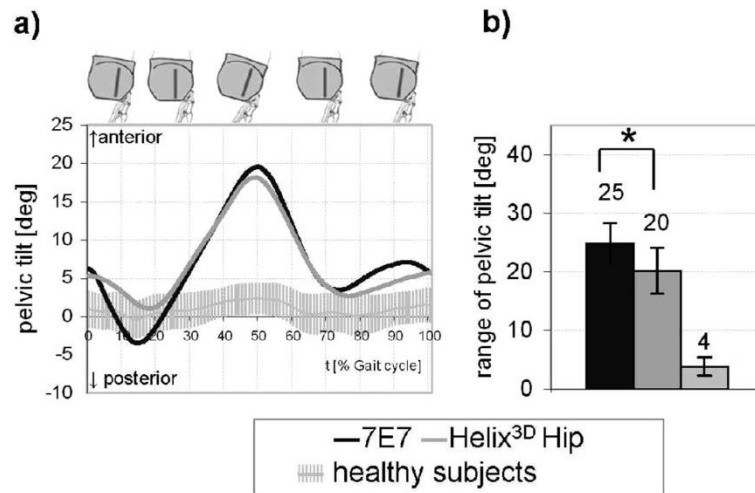 a)
b)
25
20
15
10
5
0
-5
-10
↑anterior
↓ posterior
pelvic tilt [deg]
0 10 20 30 40 50 60 70 80 90 100
t [% Gait cycle]
range of pelvic tilt [deg]
40
30
20
10
0
*
25
20
4
7E7
Helix3D Hip
healthy subjects